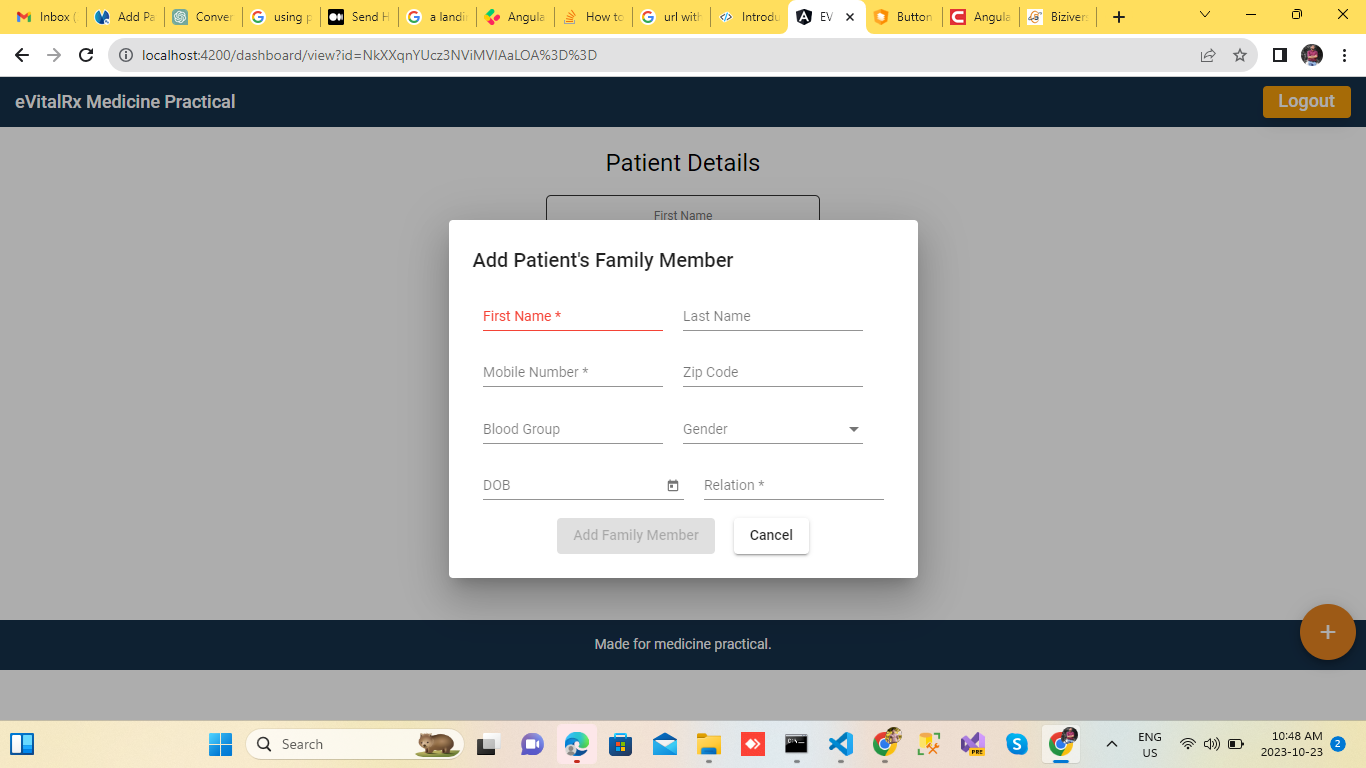 Inbox (
Add Pa
Conver
using p
Send H
a landi
Angula
How to
url with
Introdu
EV
Button
Angula
Bizivers
localhost:4200/dashboard/view?id=NkXXqnYUcz3NViMVIAaLOA%3D%3D
eVitalRx Medicine Practical
Logout
Patient Details
First Name
Add Patient's Family Member
First Name *
Last Name
Mobile Number *
Zip Code
Blood Group
Gender
DOB
Relation *
Add Family Member
Cancel
+
Made for medicine practical.
Search
PRE
ENG
US
10:48 AM
2023-10-23
2